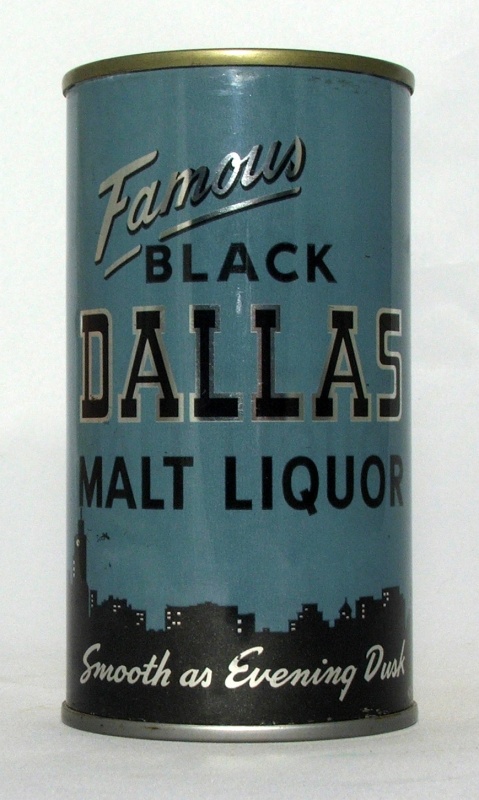 Famous
BLACK
DALLAS
MALT LIQUOR
Smooth as Evening Dusk